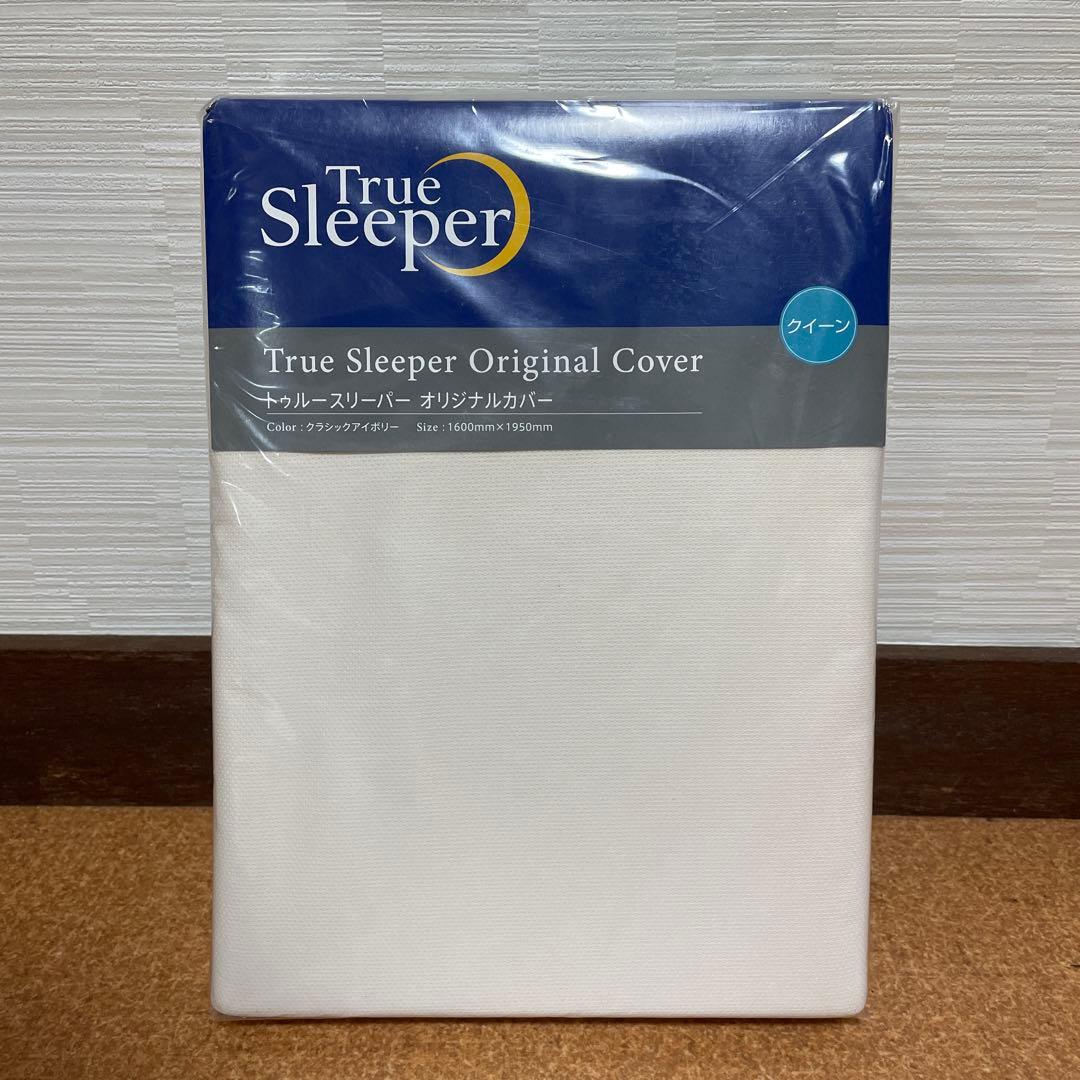 True
Sleeper
クイーン
True Sleeper Original Cover
トゥルースリーパー オリジナルカバー
Color : クラシックアイボリー Size : 1600mm×1950mm